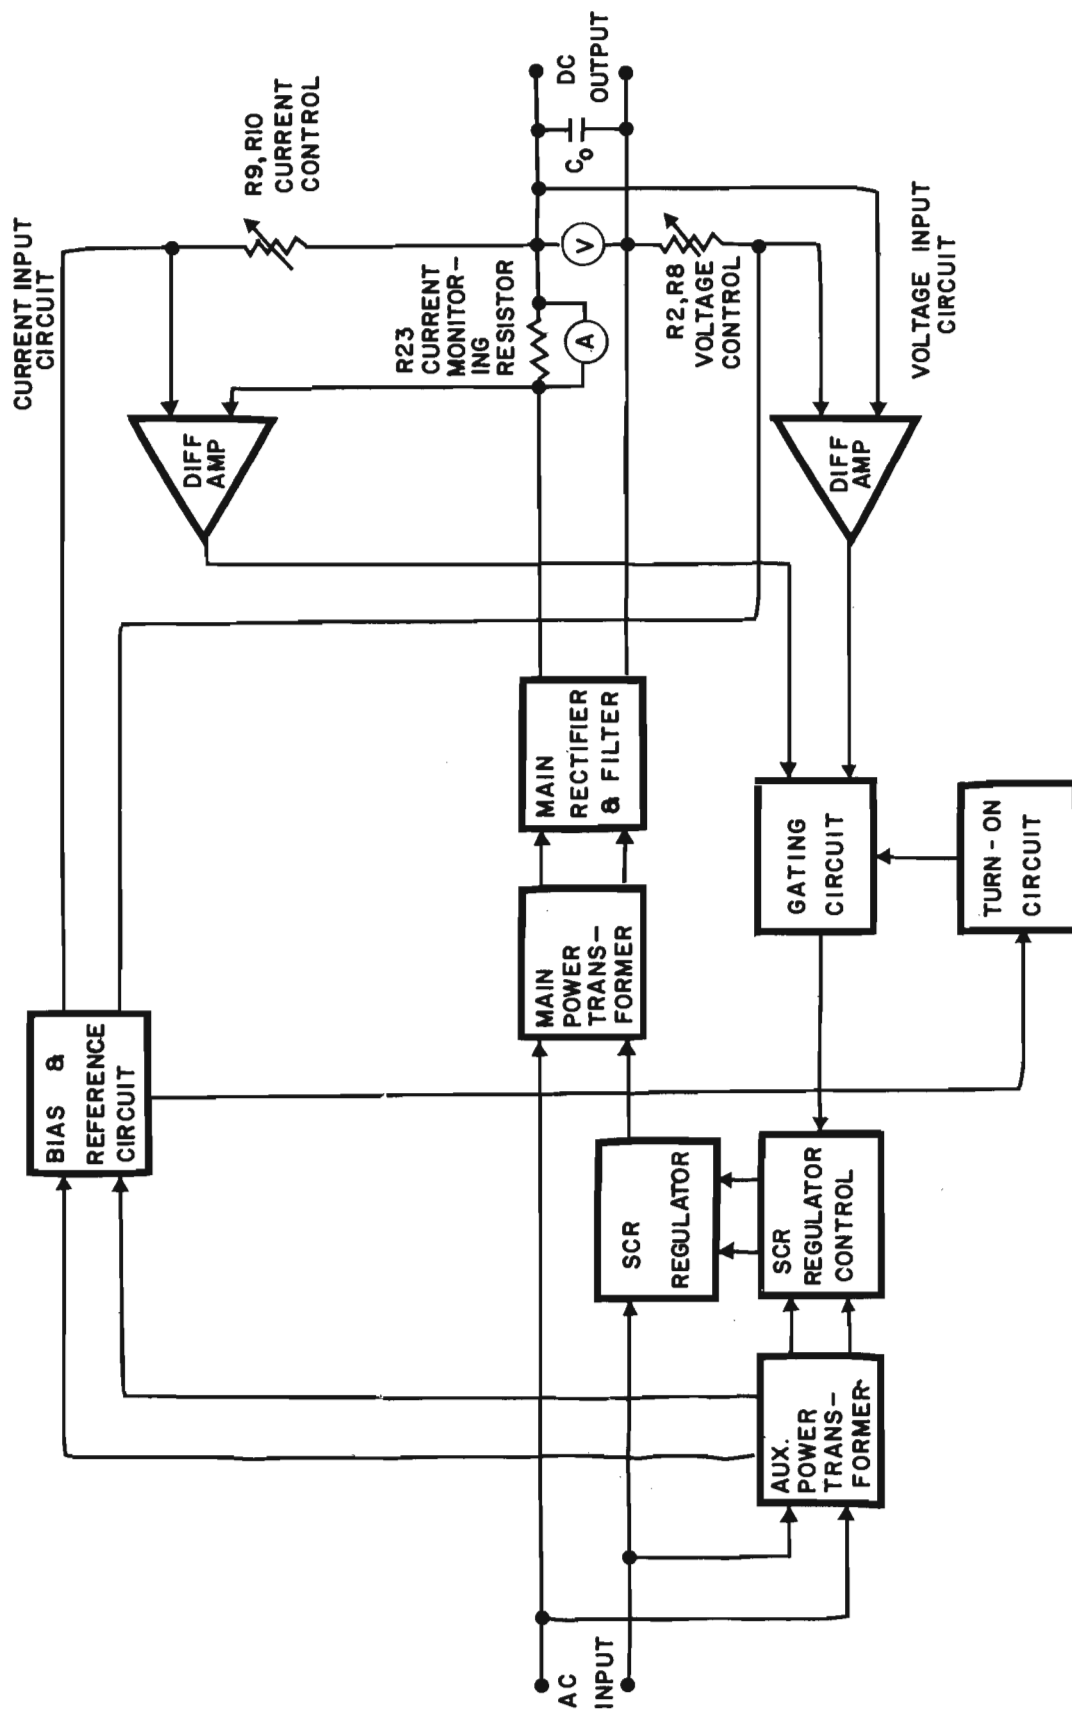 CURRENT INPUT
CIRCUIT
R9, R10
CURRENT
CONTROL
BIAS &
REFERENCE
CIRCUIT
DIFF
AMP
R23
CURRENT
MONITOR-
ING
RESISTOR
A
V
C₀
DC
OUTPUT
AC
INPUT
MAIN
POWER
TRANS-
FORMER
MAIN
RECTIFIER
& FILTER
SCR
REGULATOR
R2, R8
VOLTAGE
CONTROL
AUX.
POWER
TRANS-
FORMER
SCR
REGULATOR
CONTROL
GATING
CIRCUIT
DIFF
AMP
VOLTAGE INPUT
CIRCUIT
TURN-ON
CIRCUIT